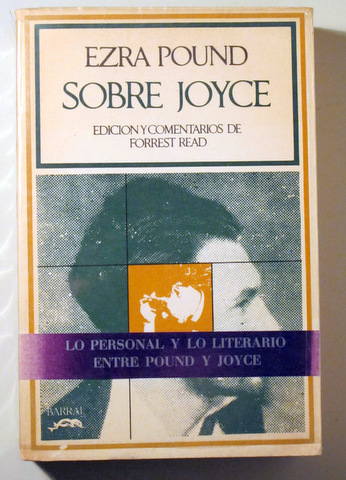 EZRA POUND
SOBRE JOYCE
EDICION Y COMENTARIOS DE
FORREST READ
LO PERSONAL Y LO LITERARIO
ENTRE POUND Y JOYCE
BARRAL